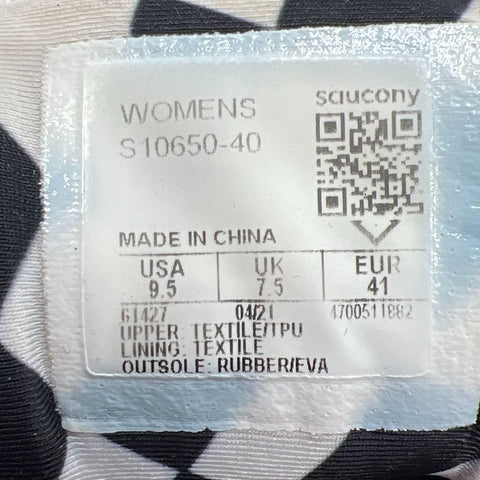 saucony
WOMENS
S10650-40
MADE IN CHINA
USA UK EUR
9.5 7.5 41
61427 04/21 4700511882
UPPER: TEXTILE/TPU
LINING: TEXTILE
OUTSOLE: RUBBER/EVA